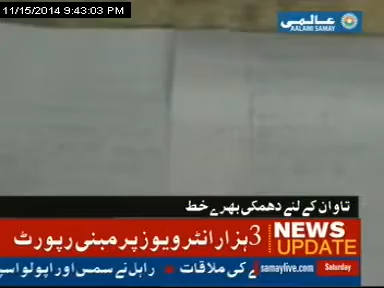 11/15/2014 9:43:03 PM
عالمی
AALAMI SAMAY
تاوان کے لئے دھمکی بھرے خط
3 ہزار انٹرویوز پر مبنی رپورٹ
NEWS UPDATE
کی ملاقات راہل نے سمس اور اپولو اسپ
samaylive.com
Saturday